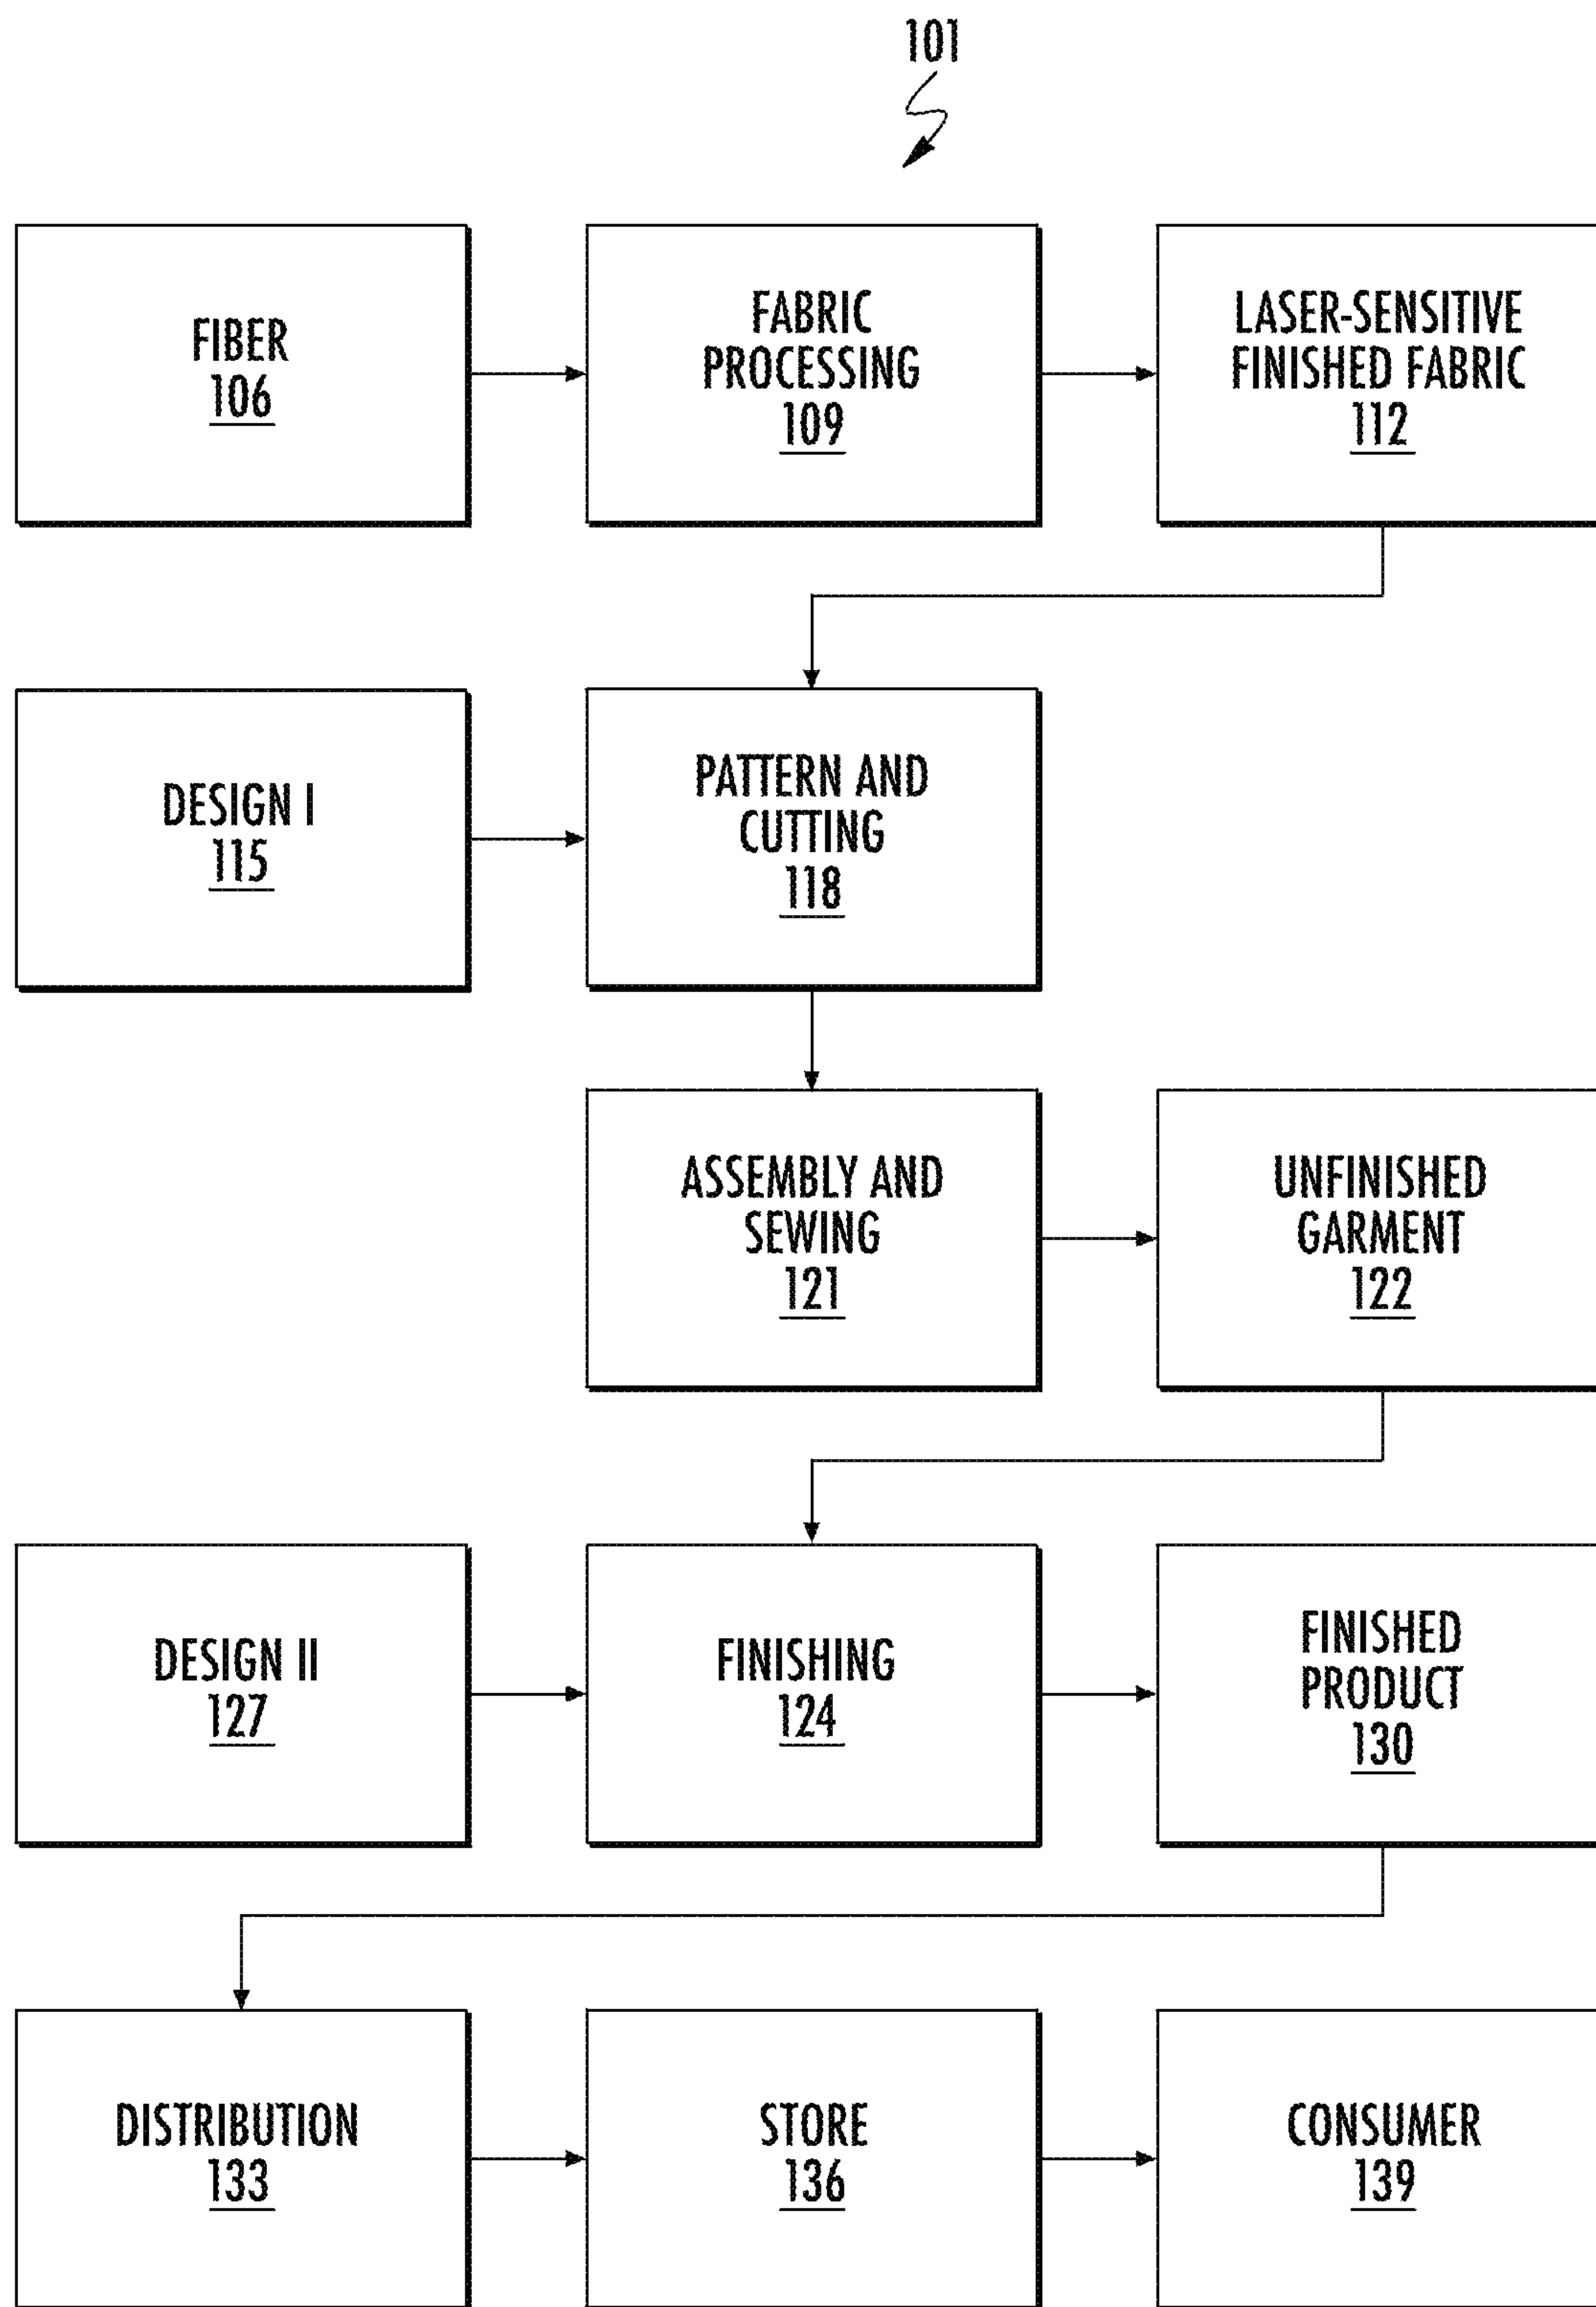 101
FIBER
106
FABRIC
PROCESSING
109
LASER-SENSITIVE
FINISHED FABRIC
112
DESIGN I
115
PATTERN AND
CUTTING
118
ASSEMBLY AND
SEWING
121
UNFINISHED
GARMENT
122
DESIGN II
127
FINISHING
124
FINISHED
PRODUCT
130
DISTRIBUTION
133
STORE
136
CONSUMER
139